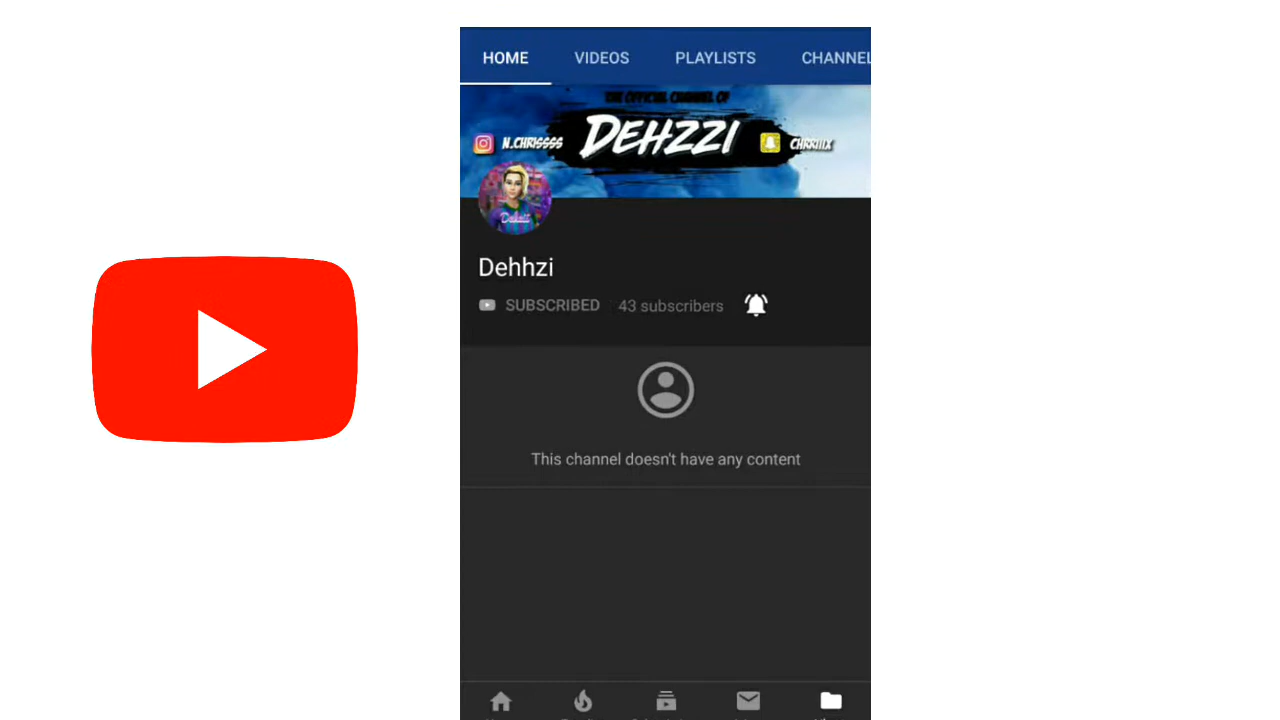 HOME VIDEOS PLAYLISTS CHANNEL
THE OFFICIAL CHANNEL OF
N.CHRISSSS DEHZZI CHRRIIIX
Dehhzi
SUBSCRIBED 43 subscribers
This channel doesn't have any content